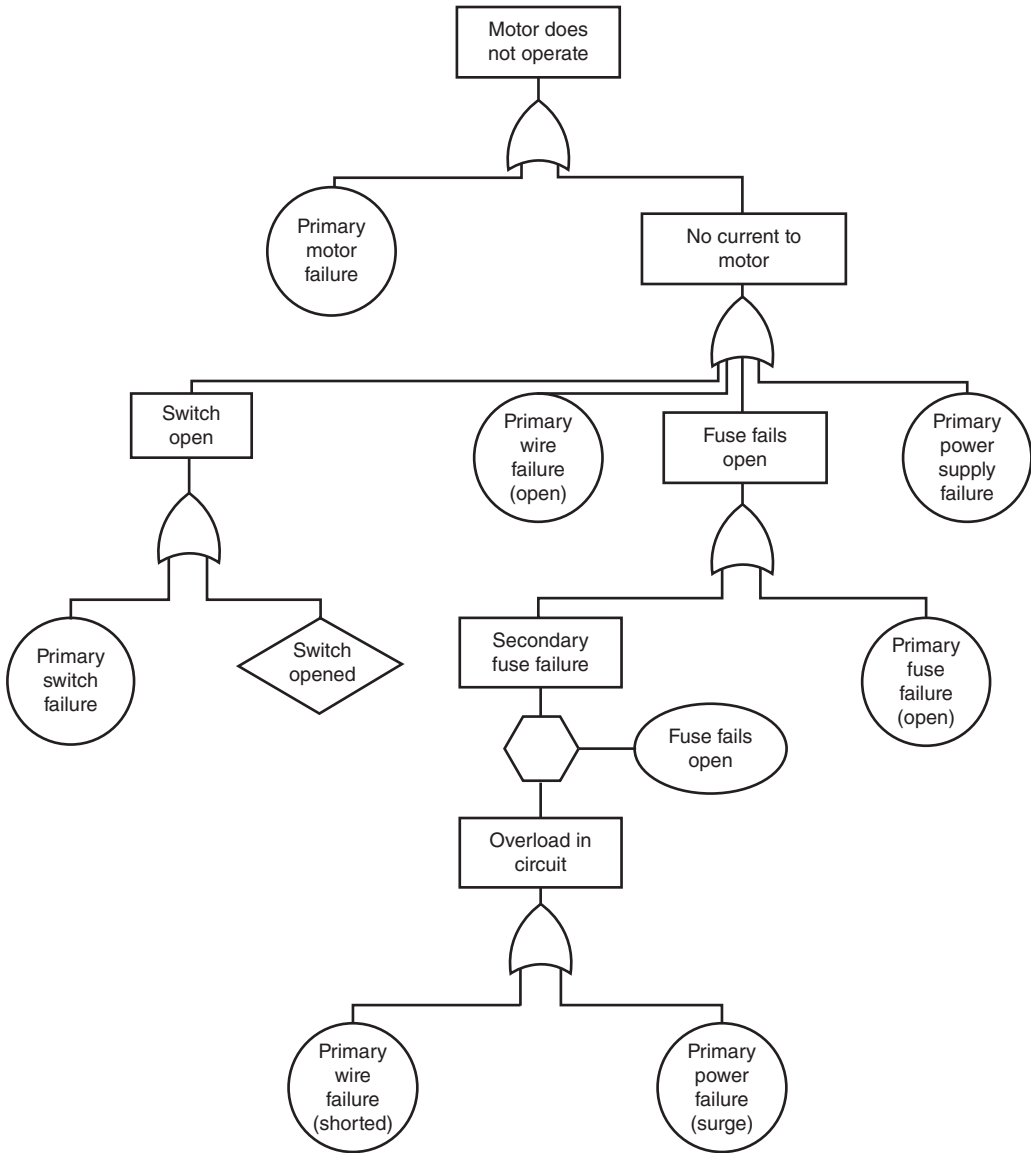 Motor does
not operate
Primary
motor
failure
No current to
motor
Switch
open
Primary
wire
failure
(open)
Fuse fails
open
Primary
power
supply
failure
Primary
switch
failure
Switch
opened
Secondary
fuse failure
Primary
fuse
failure
(open)
Fuse fails
open
Overload in
circuit
Primary
wire
failure
(shorted)
Primary
power
failure
(surge)